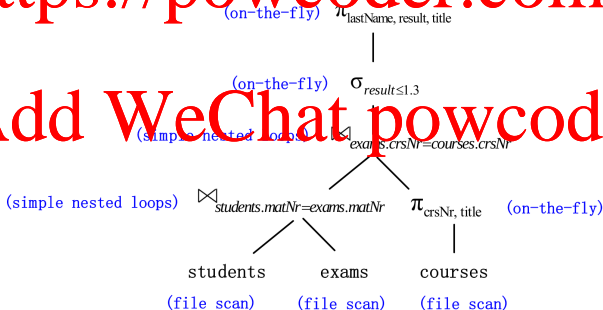 https://powcoder.com
(on-the-fly) π lastName, result, title
(on-the-fly) σ result≤1.3
Add WeChat powcod
(simple nested loops) ⋈ exams.crsNr=courses.crsNr
(simple nested loops) ⋈ students.matNr=exams.matNr π crsNr, title (on-the-fly)
students exams courses
(file scan) (file scan) (file scan)